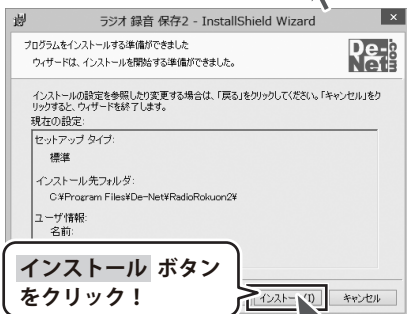 ラジオ 録音 保存2 - InstallShield Wizard
プログラムをインストールする準備ができました
ウィザードは、インストールを開始する準備ができました。
De-Net.com
インストールの設定を参照したり変更する場合は、「戻る」をクリックしてください。「キャンセル」をク
リックすると、ウィザードを終了します。
現在の設定:
セットアップ タイプ:
標準
インストール先フォルダ:
C:¥Program Files¥De-Net¥RadioRokuon2¥
ユーザ情報:
名前:
インストール ボタン
をクリック！
インストール(I)
キャンセル